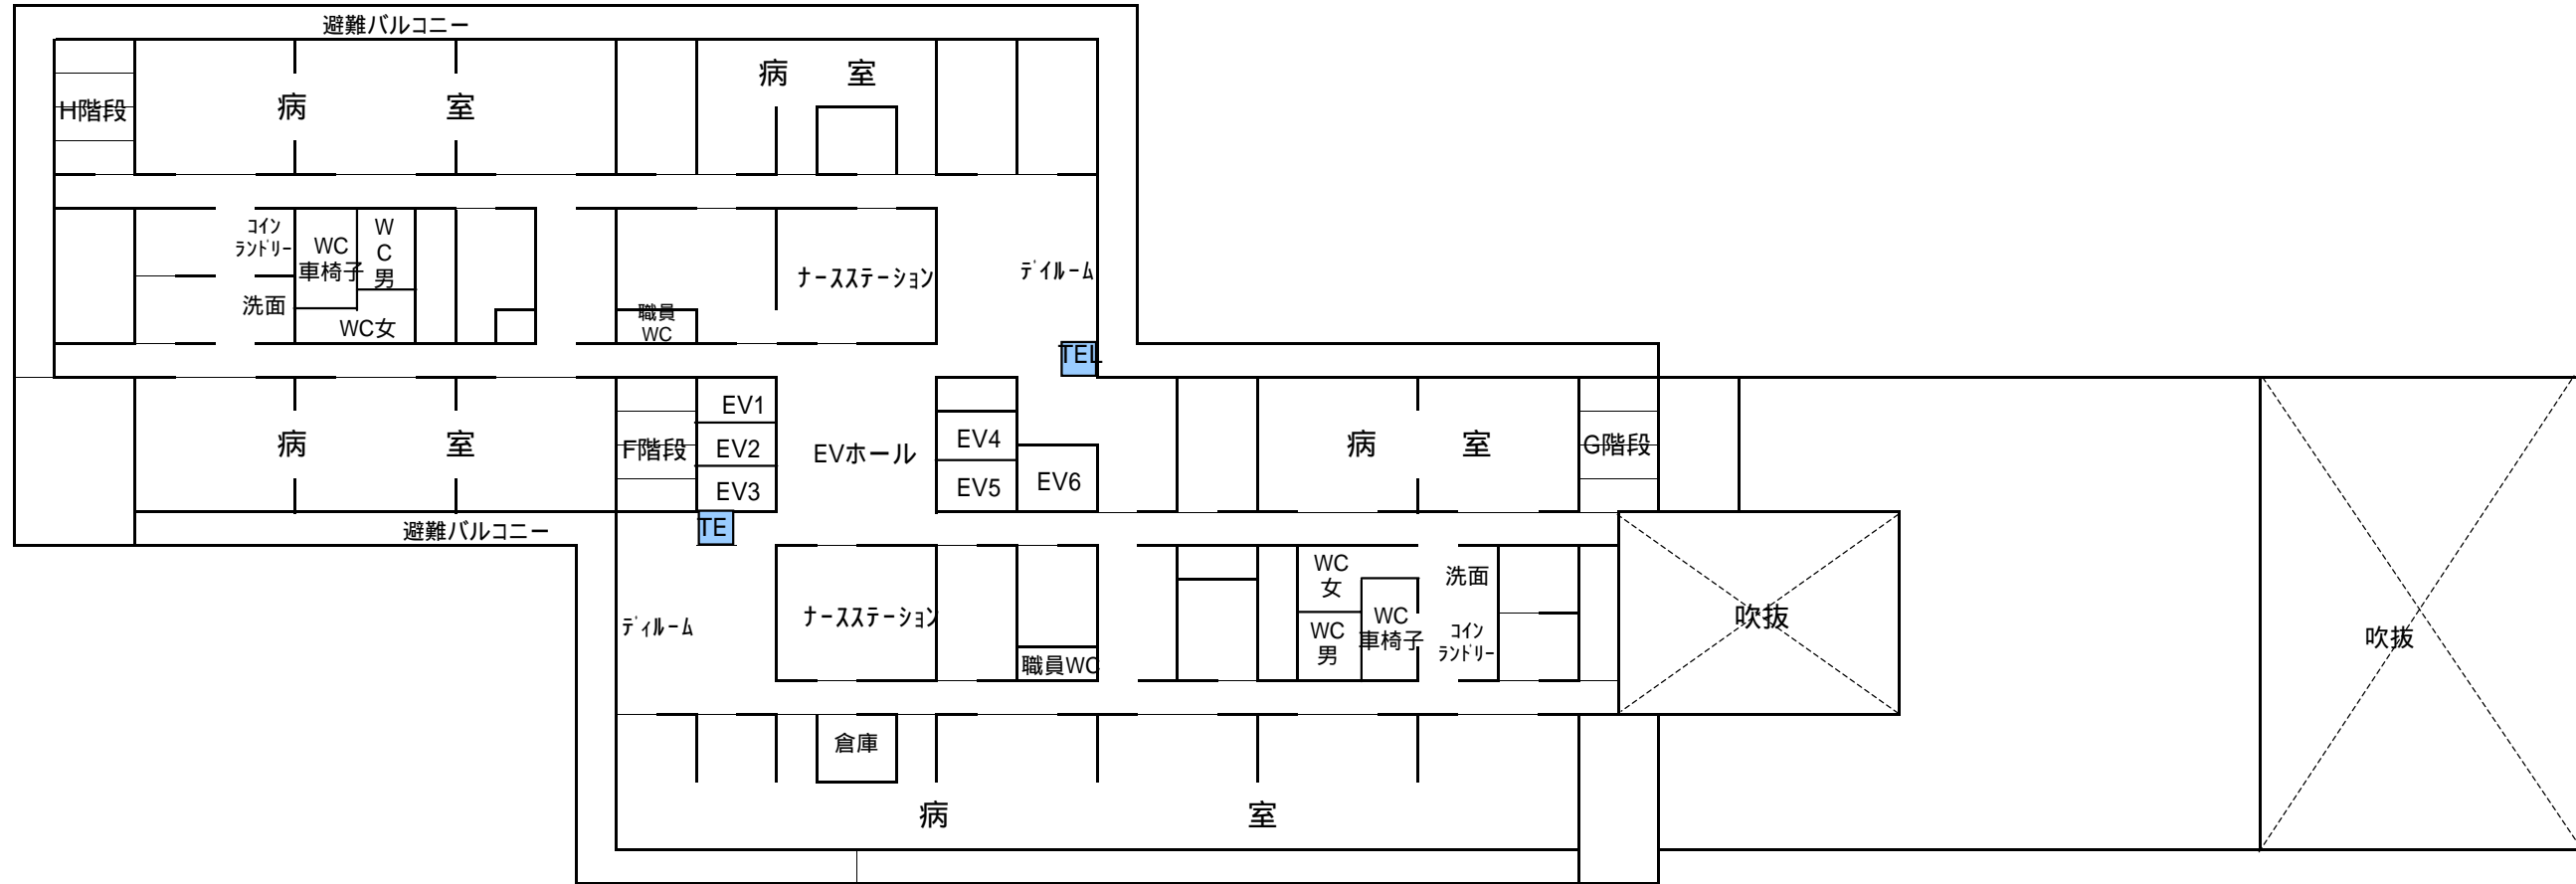 避難バルコニー
病 室
H階段
病 室
コイン
ランドリー
WC
車椅子
W
C
男
洗面
WC女
職員
WC
ナースステーション
デイルーム
TEL
EV1
EV2
EV3
F階段
EVホール
EV4
EV5
EV6
病 室
病 室
G階段
避難バルコニー
TE
ディルーム
ナースステーション
職員WC
WC
女
WC
男
WC
車椅子
洗面
コイン
ランドリー
吹抜
吹抜
倉庫
病 室